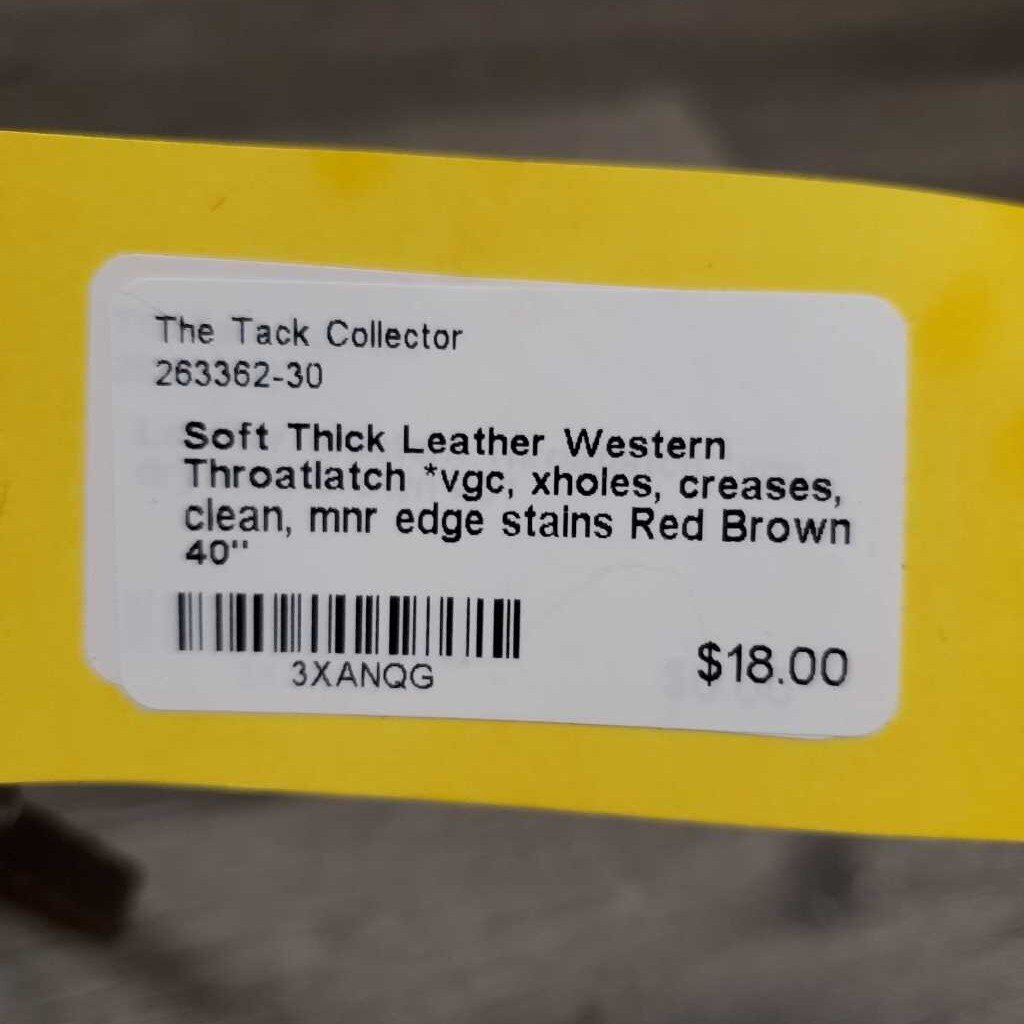 The Tack Collector
263362-30
Soft Thick Leather Western
Throatlatch *vgc, xholes, creases,
clean, mnr edge stains Red Brown
40"
3XANQG
$18.00